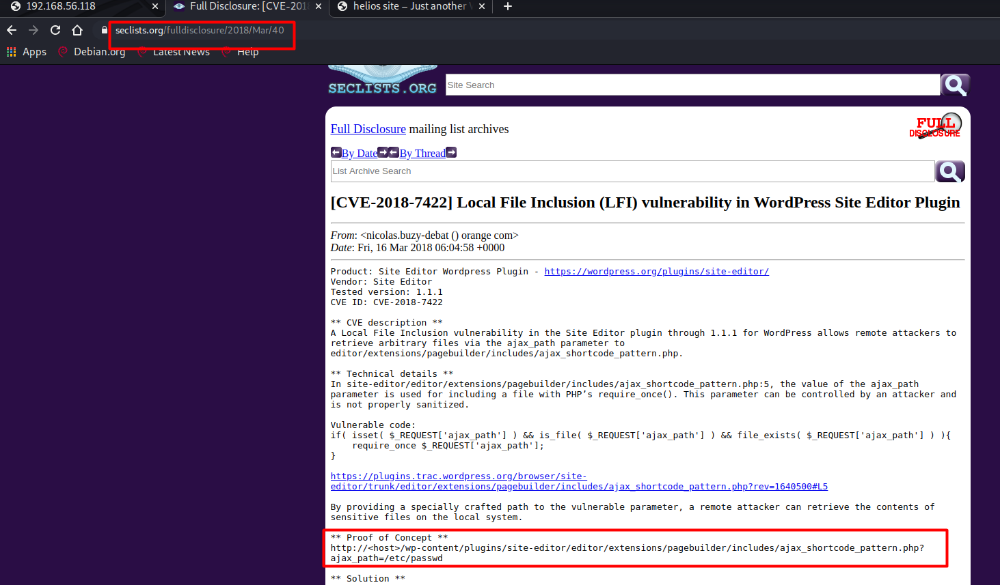 192.168.56.118
Full Disclosure: [CVE-201
helios site – Just another
seclists.org/fulldisclosure/2018/Mar/40
Apps
Debian.org
Latest News
Help
SECLISTS.ORG
Site Search
Full Disclosure mailing list archives
FULL
DISCLOSURE
By Date
By Thread
List Archive Search
[CVE-2018-7422] Local File Inclusion (LFI) vulnerability in WordPress Site Editor Plugin
From: <nicolas.buzy-debat () orange com>
Date: Fri, 16 Mar 2018 06:04:58 +0000
Product: Site Editor Wordpress Plugin - https://wordpress.org/plugins/site-editor/
Vendor: Site Editor
Tested version: 1.1.1
CVE ID: CVE-2018-7422
** CVE description **
A Local File Inclusion vulnerability in the Site Editor plugin through 1.1.1 for WordPress allows remote attackers to
retrieve arbitrary files via the ajax_path parameter to
editor/extensions/pagebuilder/includes/ajax_shortcode_pattern.php.
** Technical details **
In site-editor/editor/extensions/pagebuilder/includes/ajax_shortcode_pattern.php:5, the value of the ajax_path
parameter is used for including a file with PHP’s require_once(). This parameter can be controlled by an attacker and
is not properly sanitized.
Vulnerable code:
if( isset( $_REQUEST['ajax_path'] ) && is_file( $_REQUEST['ajax_path'] ) && file_exists( $_REQUEST['ajax_path'] ) ){
    require_once $_REQUEST['ajax_path'];
}
https://plugins.trac.wordpress.org/browser/site-
editor/trunk/editor/extensions/pagebuilder/includes/ajax_shortcode_pattern.php?rev=1640500#L5
By providing a specially crafted path to the vulnerable parameter, a remote attacker can retrieve the contents of
sensitive files on the local system.
** Proof of Concept **
http://<host>/wp-content/plugins/site-editor/editor/extensions/pagebuilder/includes/ajax_shortcode_pattern.php?
ajax_path=/etc/passwd
** Solution **